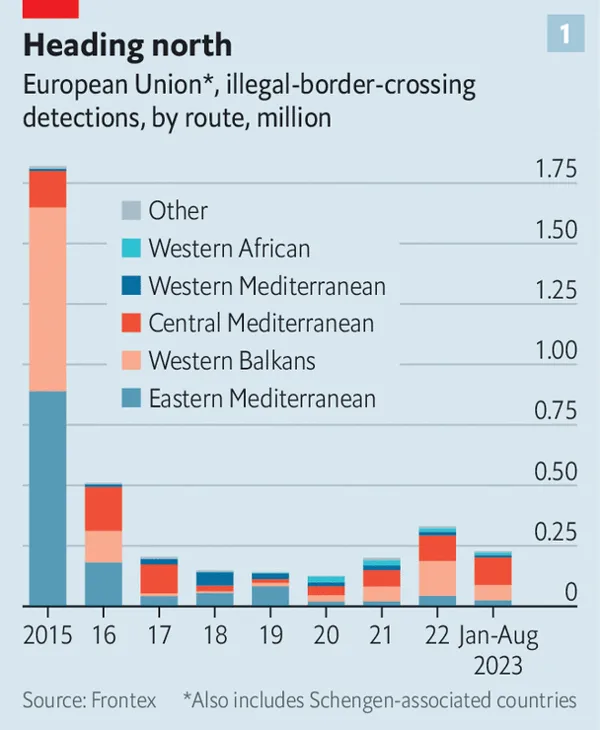 1
Heading north
European Union*, illegal-border-crossing
detections, by route, million
1.75
1.50
1.25
1.00
0.75
0.50
0.25
0
Other
Western African
Western Mediterranean
Central Mediterranean
Western Balkans
Eastern Mediterranean
2015 16 17 18 19 20 21 22 Jan-Aug
2023
Source: Frontex *Also includes Schengen-associated countries